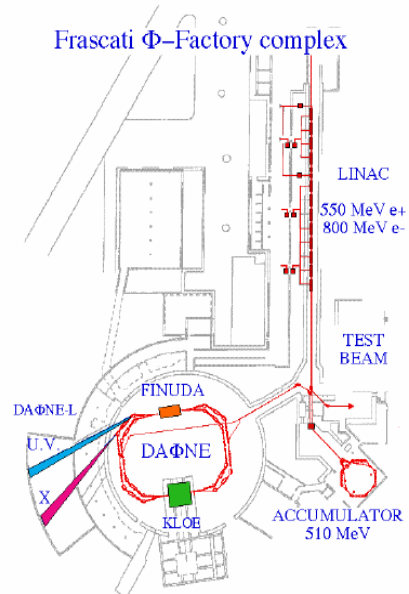 Frascati Φ-Factory complex
LINAC
550 MeV e+
800 MeV e-
TEST
BEAM
FINUDA
DAΦNE-L
U.V
DAΦNE
X
KLOE
ACCUMULATOR
510 MeV